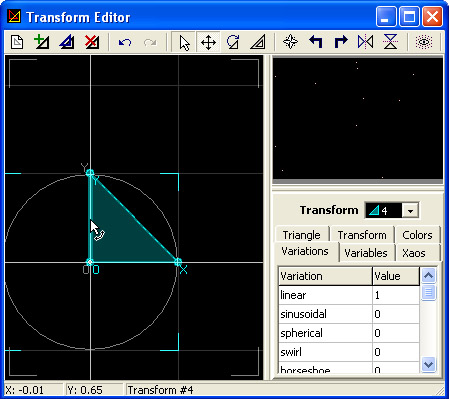 Transform Editor
Y
Y
O O X
Transform 4
Triangle Transform Colors
Variations Variables Xaos
Variation Value
linear 1
sinusoidal 0
spherical 0
swirl 0
horseshoe 0
X: -0.01 Y: 0.65 Transform #4